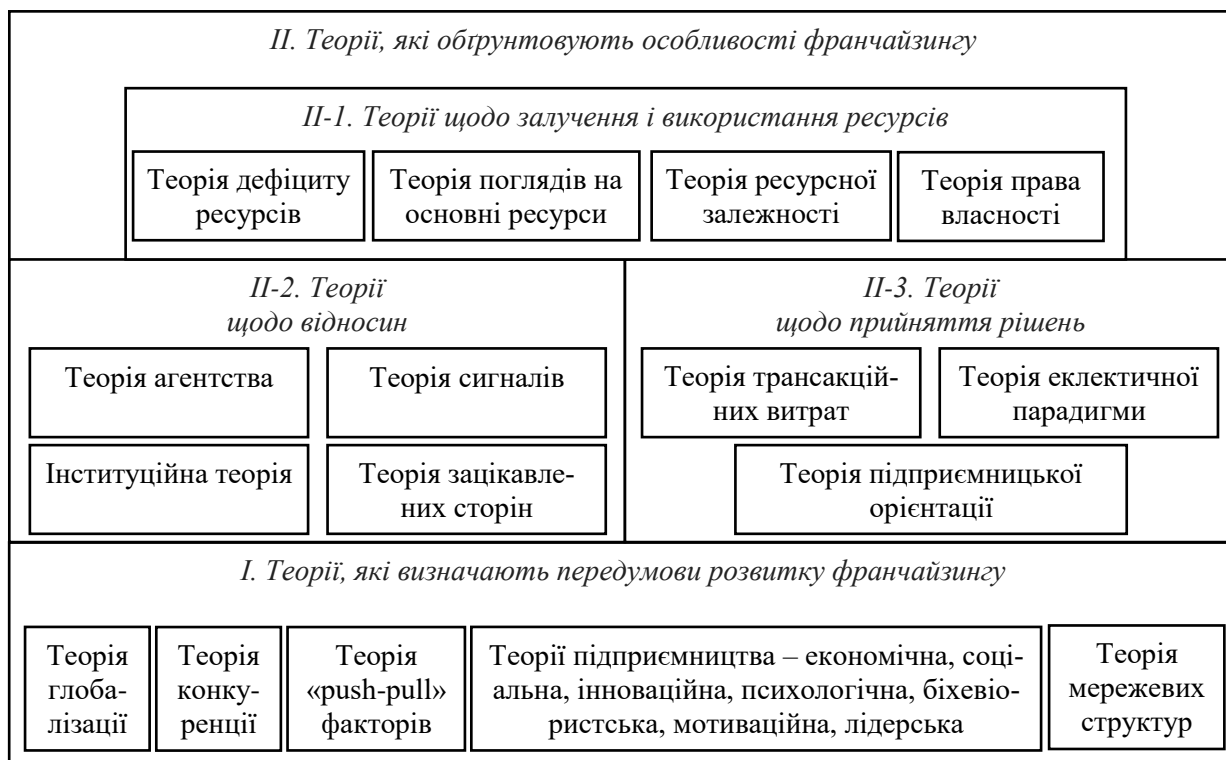 II. Теорії, які обґрунтовують особливості франчайзингу
II-1. Теорії щодо залучення і використання ресурсів
Теорія дефіциту
ресурсів
Теорія поглядів на
основні ресурси
Теорія ресурсної
залежності
Теорія права
власності
II-2. Теорії
щодо відносин
Теорія агентства
Теорія сигналів
Інституційна теорія
Теорія зацікавле-
них сторін
II-3. Теорії
щодо прийняття рішень
Теорія трансакцій-
них витрат
Теорія еклектичної
парадигми
Теорія підприємницької
орієнтації
I. Теорії, які визначають передумови розвитку франчайзингу
Теорія
глоба-
лізації
Теорія
конку-
ренції
Теорія
«push-pull»
факторів
Теорії підприємництва – економічна, соці-
альна, інноваційна, психологічна, біхевіо-
ристська, мотиваційна, лідерська
Теорія
мережевих
структур